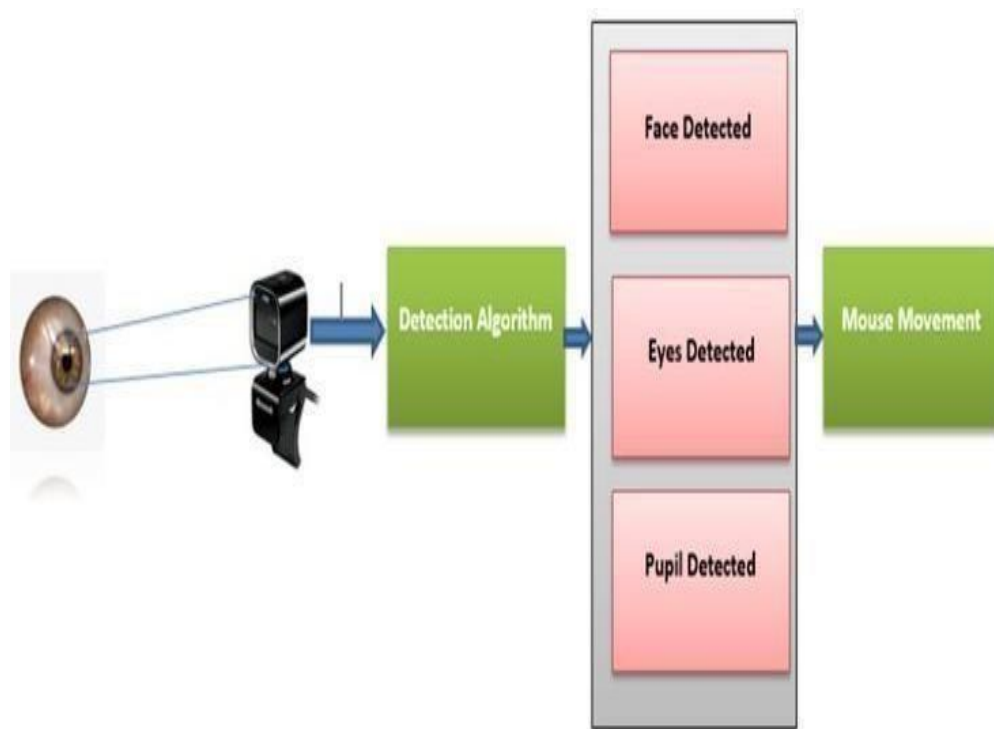 Face Detected
Detection Algorithm
Eyes Detected
Mouse Movement
Pupil Detected